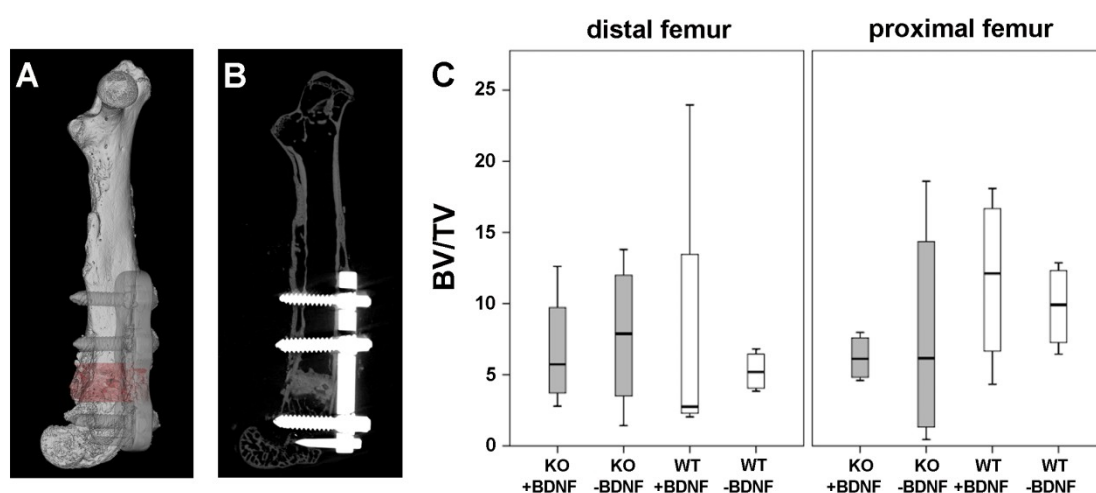 distal femur
proximal femur
A
B
C
BV/TV
25
20
15
10
5
0
KO
+BDNF
KO
-BDNF
WT
+BDNF
WT
-BDNF
KO
+BDNF
KO
-BDNF
WT
+BDNF
WT
-BDNF